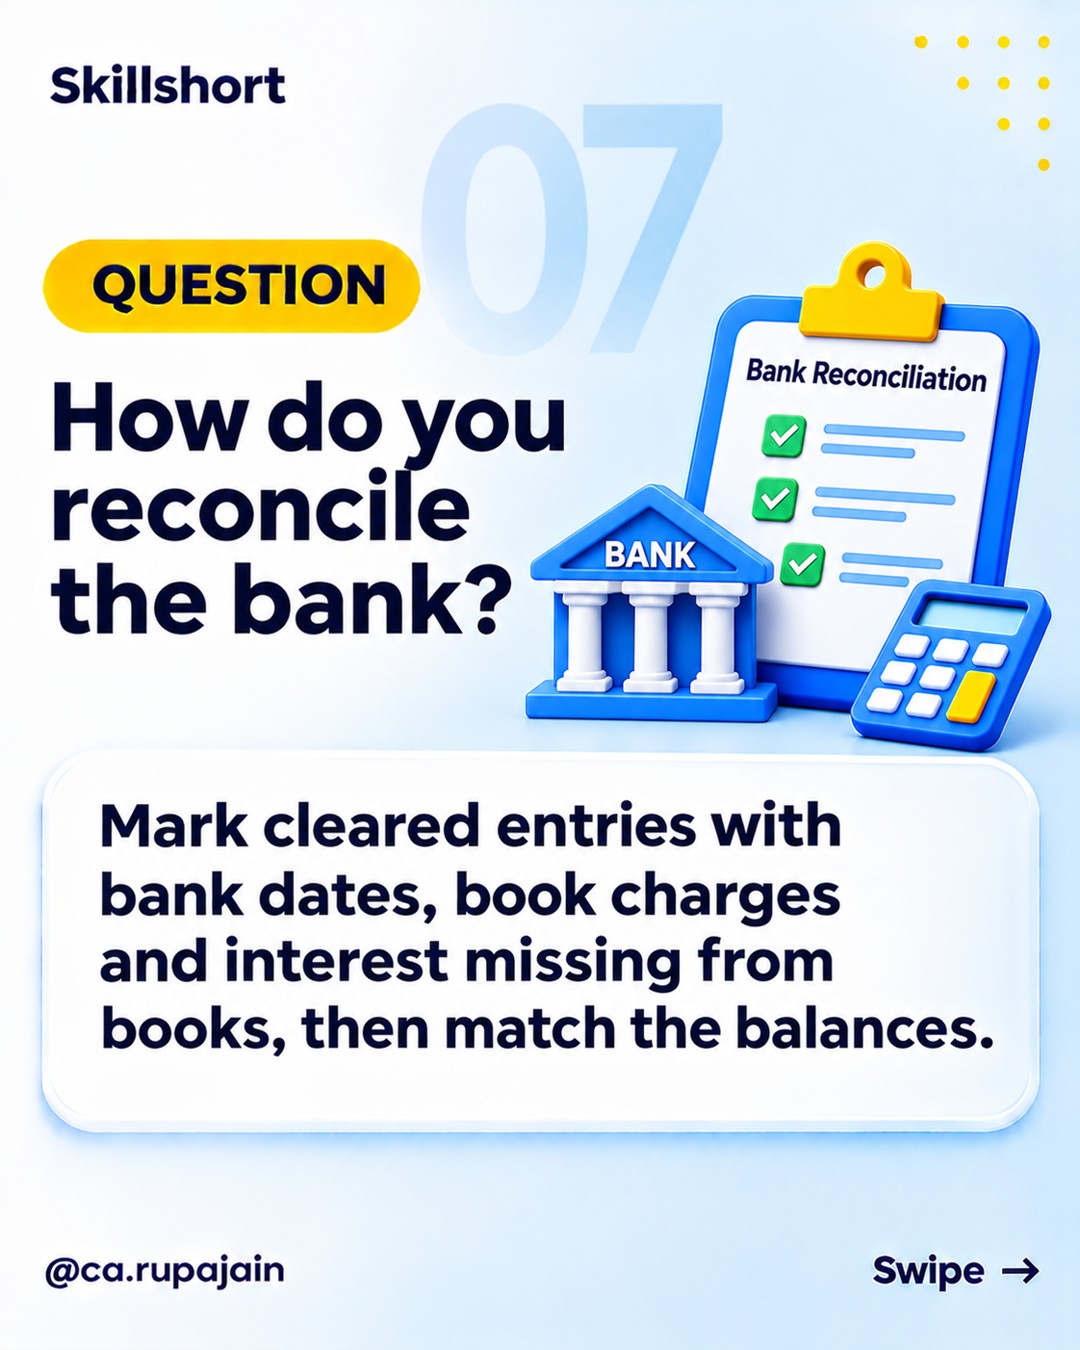 Skillshort
07
QUESTION
How do you
reconcile
the bank?
Bank Reconciliation
BANK
Mark cleared entries with
bank dates, book charges
and interest missing from
books, then match the balances.
@ca.rupajain
Swipe →